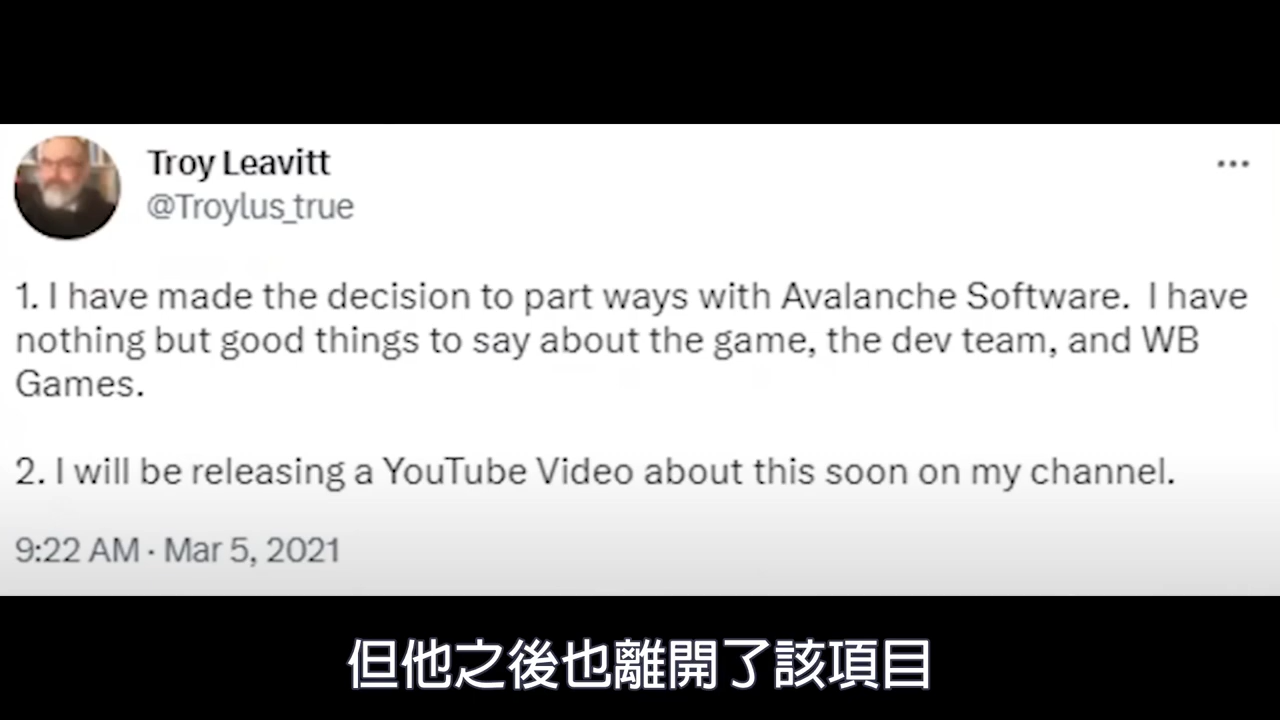 Troy Leavitt
@Troylus_true
1. I have made the decision to part ways with Avalanche Software.  I have
nothing but good things to say about the game, the dev team, and WB
Games.
2. I will be releasing a YouTube Video about this soon on my channel.
9:22 AM · Mar 5, 2021
但他之後也離開了該項目